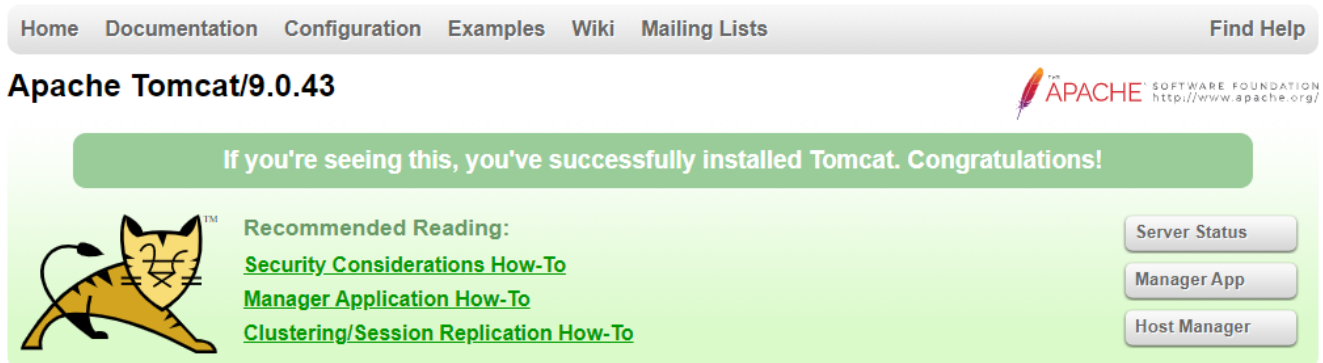 Home Documentation Configuration Examples Wiki Mailing Lists Find Help
Apache Tomcat/9.0.43
THE
APACHE® SOFTWARE FOUNDATION
http://www.apache.org/
If you're seeing this, you've successfully installed Tomcat. Congratulations!
TM
Recommended Reading:
Security Considerations How-To
Manager Application How-To
Clustering/Session Replication How-To
Server Status
Manager App
Host Manager